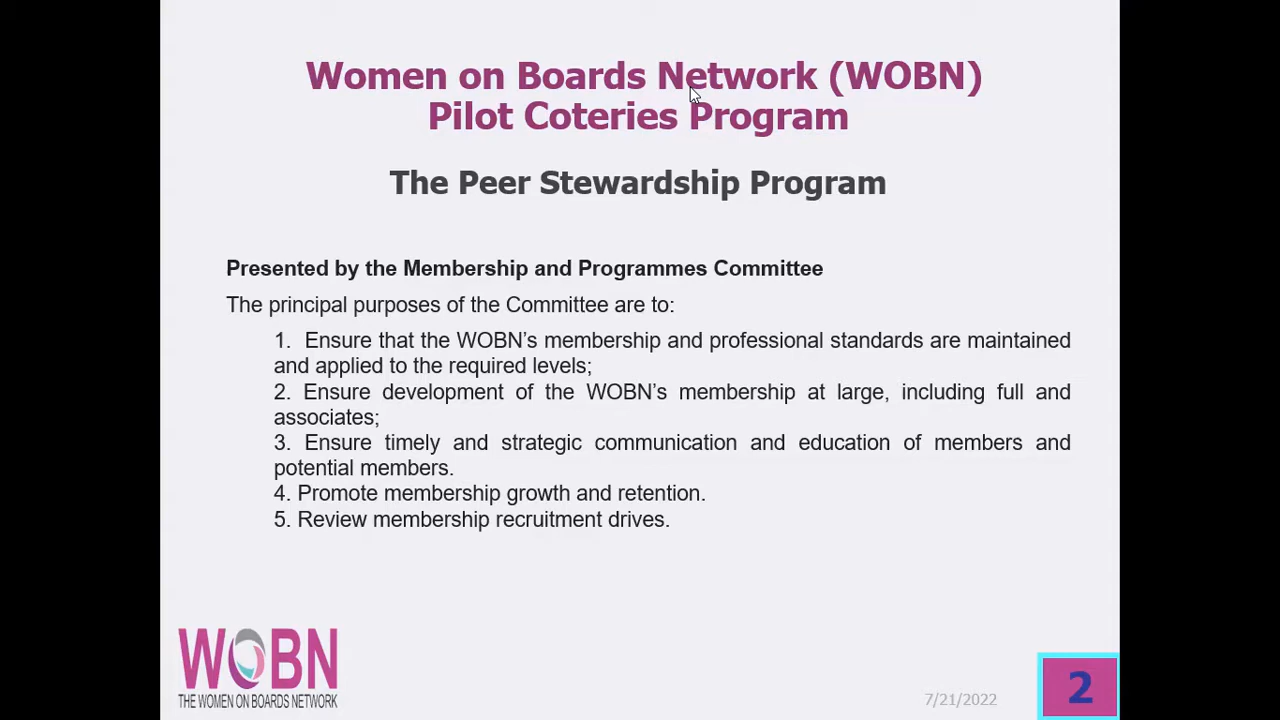 Women on Boards Network (WOBN)
Pilot Coteries Program
The Peer Stewardship Program
Presented by the Membership and Programmes Committee
The principal purposes of the Committee are to:
1. Ensure that the WOBN’s membership and professional standards are maintained
and applied to the required levels;
2. Ensure development of the WOBN’s membership at large, including full and
associates;
3. Ensure timely and strategic communication and education of members and
potential members.
4. Promote membership growth and retention.
5. Review membership recruitment drives.
WOBN
THE WOMEN ON BOARDS NETWORK
7/21/2022
2